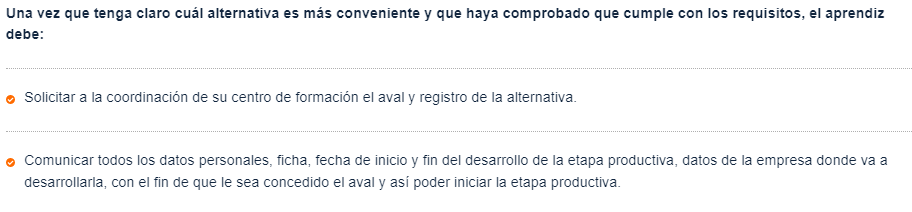 Una vez que tenga claro cuál alternativa es más conveniente y que haya comprobado que cumple con los requisitos, el aprendiz
debe:
Solicitar a la coordinación de su centro de formación el aval y registro de la alternativa.
Comunicar todos los datos personales, ficha, fecha de inicio y fin del desarrollo de la etapa productiva, datos de la empresa donde va a
desarrollarla, con el fin de que le sea concedido el aval y así poder iniciar la etapa productiva.